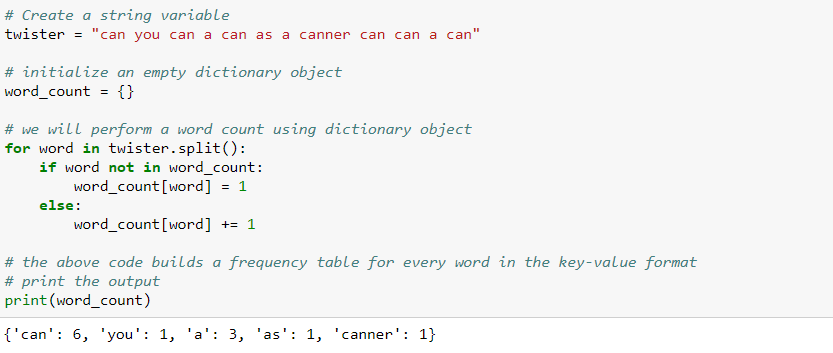 # Create a string variable
twister = "can you can a can as a canner can can a can"
# initialize an empty dictionary object
word_count = {}
# we will perform a word count using dictionary object
for word in twister.split():
    if word not in word_count:
        word_count[word] = 1
    else:
        word_count[word] += 1
# the above code builds a frequency table for every word in the key-value format
# print the output
print(word_count)
{'can': 6, 'you': 1, 'a': 3, 'as': 1, 'canner': 1}